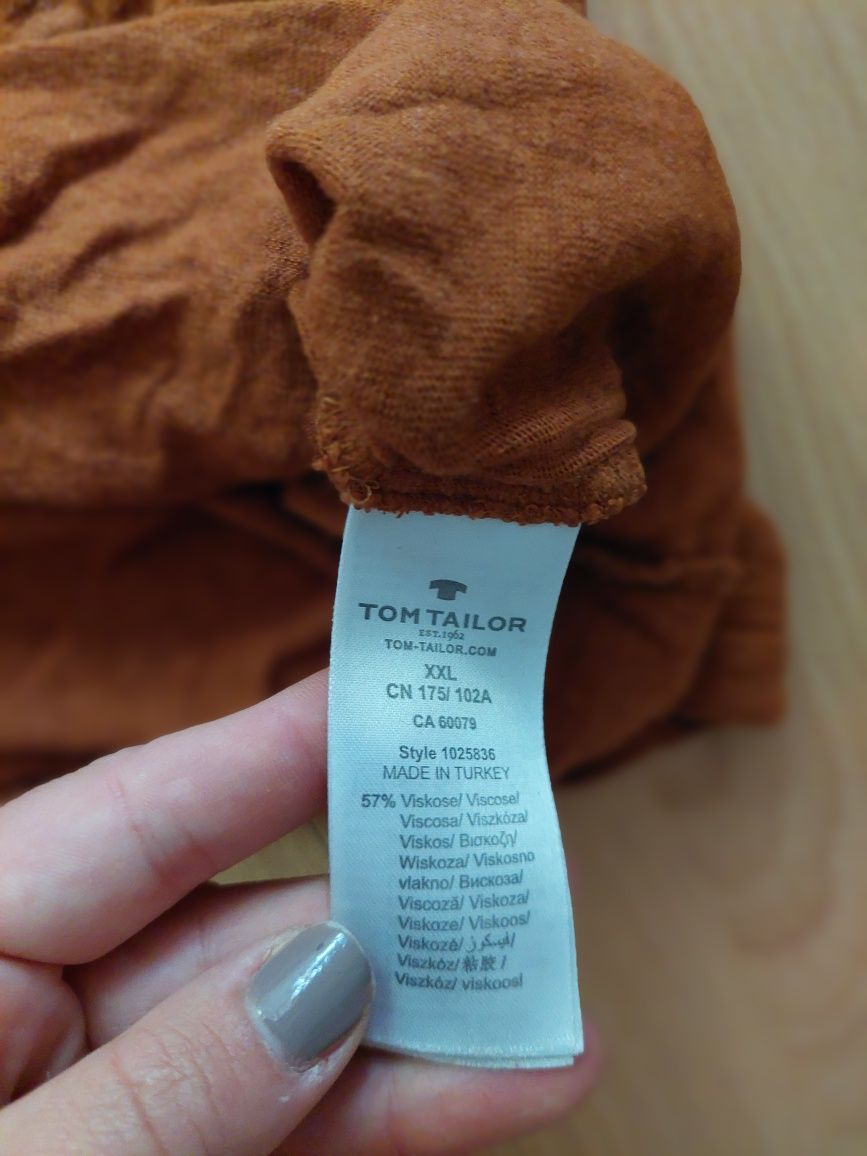 TOM TAILOR
EST. 1962
TOM-TAILOR.COM
XXL
CN 175/ 102A
CA 60079
Style 1025836
MADE IN TURKEY
57% Viskose/ Viscose/
Viscosa/ Viszkóza/
Viskos/ Βισκοζη/
Wiskoza/ Viskosno
vlakno/ Вискоза/
Viscoză/ Viskoza/
Viskoze/ Viskoos/
Viskozė/ /
Viszkóz/ 粘胶 /
Viszkóz/ viskoosi